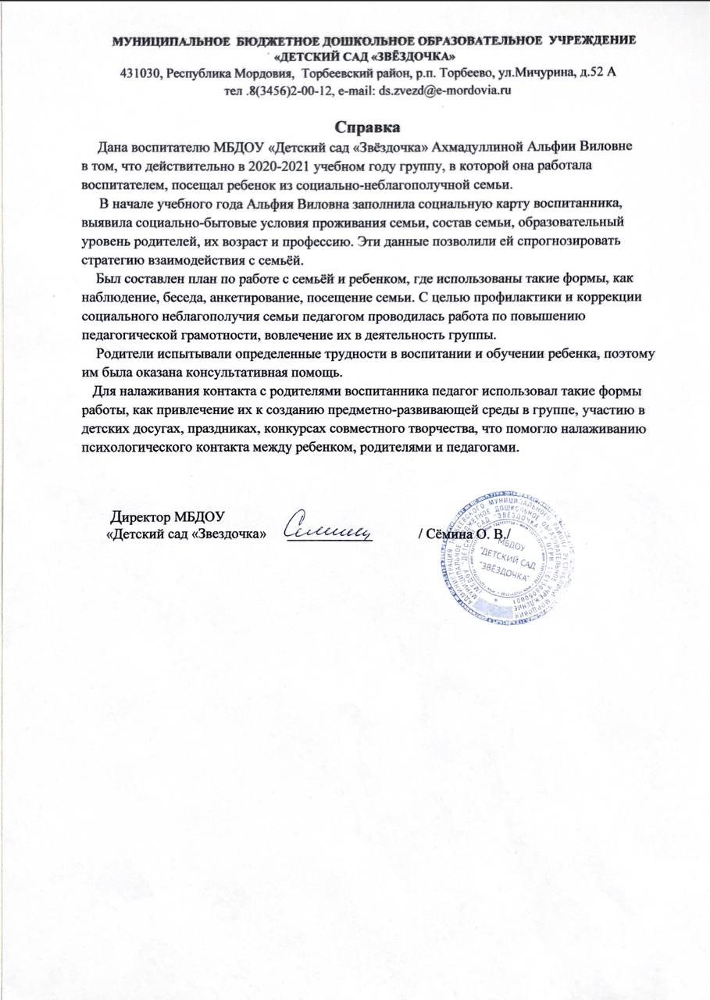 МУНИЦИПАЛЬНОЕ БЮДЖЕТНОЕ ДОШКОЛЬНОЕ ОБРАЗОВАТЕЛЬНОЕ УЧРЕЖДЕНИЕ
«ДЕТСКИЙ САД «ЗВЁЗДОЧКА»
431030, Республика Мордовия, Торбеевский район, р.п. Торбеево, ул.Мичурина, д.52 А
тел .8(3456)2-00-12, e-mail: ds.zvezd@e-mordovia.ru
Справка
Дана воспитателю МБДОУ «Детский сад «Звёздочка» Ахмадуллиной Альфии Виловне
в том, что действительно в 2020-2021 учебном году группу, в которой она работала
воспитателем, посещал ребенок из социально-неблагополучной семьи.
В начале учебного года Альфия Виловна заполнила социальную карту воспитанника,
выявила социально-бытовые условия проживания семьи, состав семьи, образовательный
уровень родителей, их возраст и профессию. Эти данные позволили ей спрогнозировать
стратегию взаимодействия с семьёй.
Был составлен план по работе с семьёй и ребенком, где использованы такие формы, как
наблюдение, беседа, анкетирование, посещение семьи. С целью профилактики и коррекции
социального неблагополучия семьи педагогом проводилась работа по повышению
педагогической грамотности, вовлечение их в деятельность группы.
Родители испытывали определенные трудности в воспитании и обучении ребенка, поэтому
им была оказана консультативная помощь.
Для налаживания контакта с родителями воспитанника педагог использовал такие формы
работы, как привлечение их к созданию предметно-развивающей среды в группе, участию в
детских досугах, праздниках, конкурсах совместного творчества, что помогло налаживанию
психологического контакта между ребенком, родителями и педагогами.
Директор МБДОУ
«Детский сад «Звездочка» / Сёмина О. В./
МБДОУ
"ДЕТСКИЙ САД
"ЗВЁЗДОЧКА"